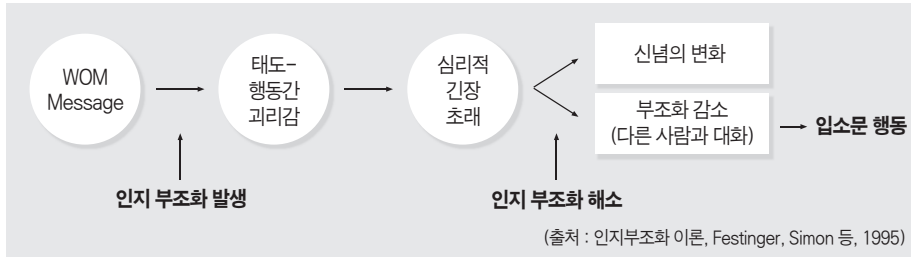 WOM
Message
태도-
행동간
괴리감
심리적
긴장
초래
신념의 변화
부조화 감소
(다른 사람과 대화)
입소문 행동
인지 부조화 발생
인지 부조화 해소
(출처 : 인지부조화 이론, Festinger, Simon 등, 1995)